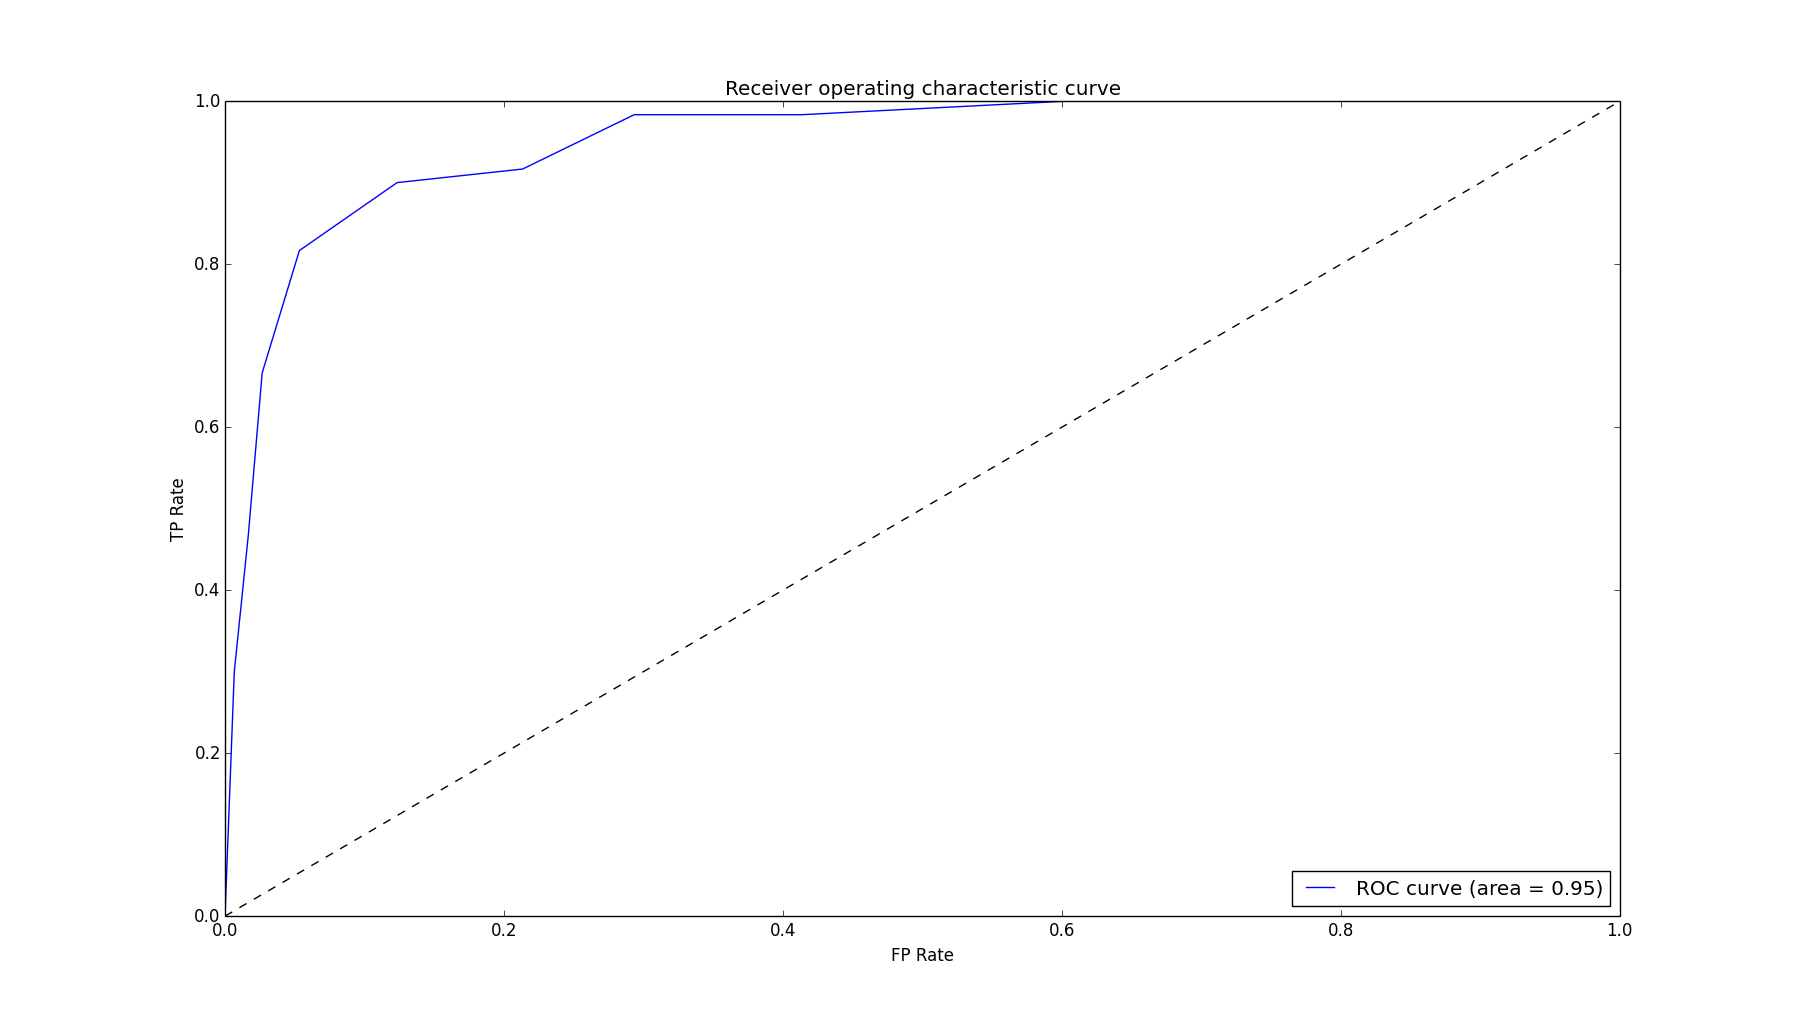 Receiver operating characteristic curve
1.0
0.8
0.6
0.4
0.2
0.0
TP Rate
ROC curve (area = 0.95)
0.0 0.2 0.4 0.6 0.8 1.0
FP Rate